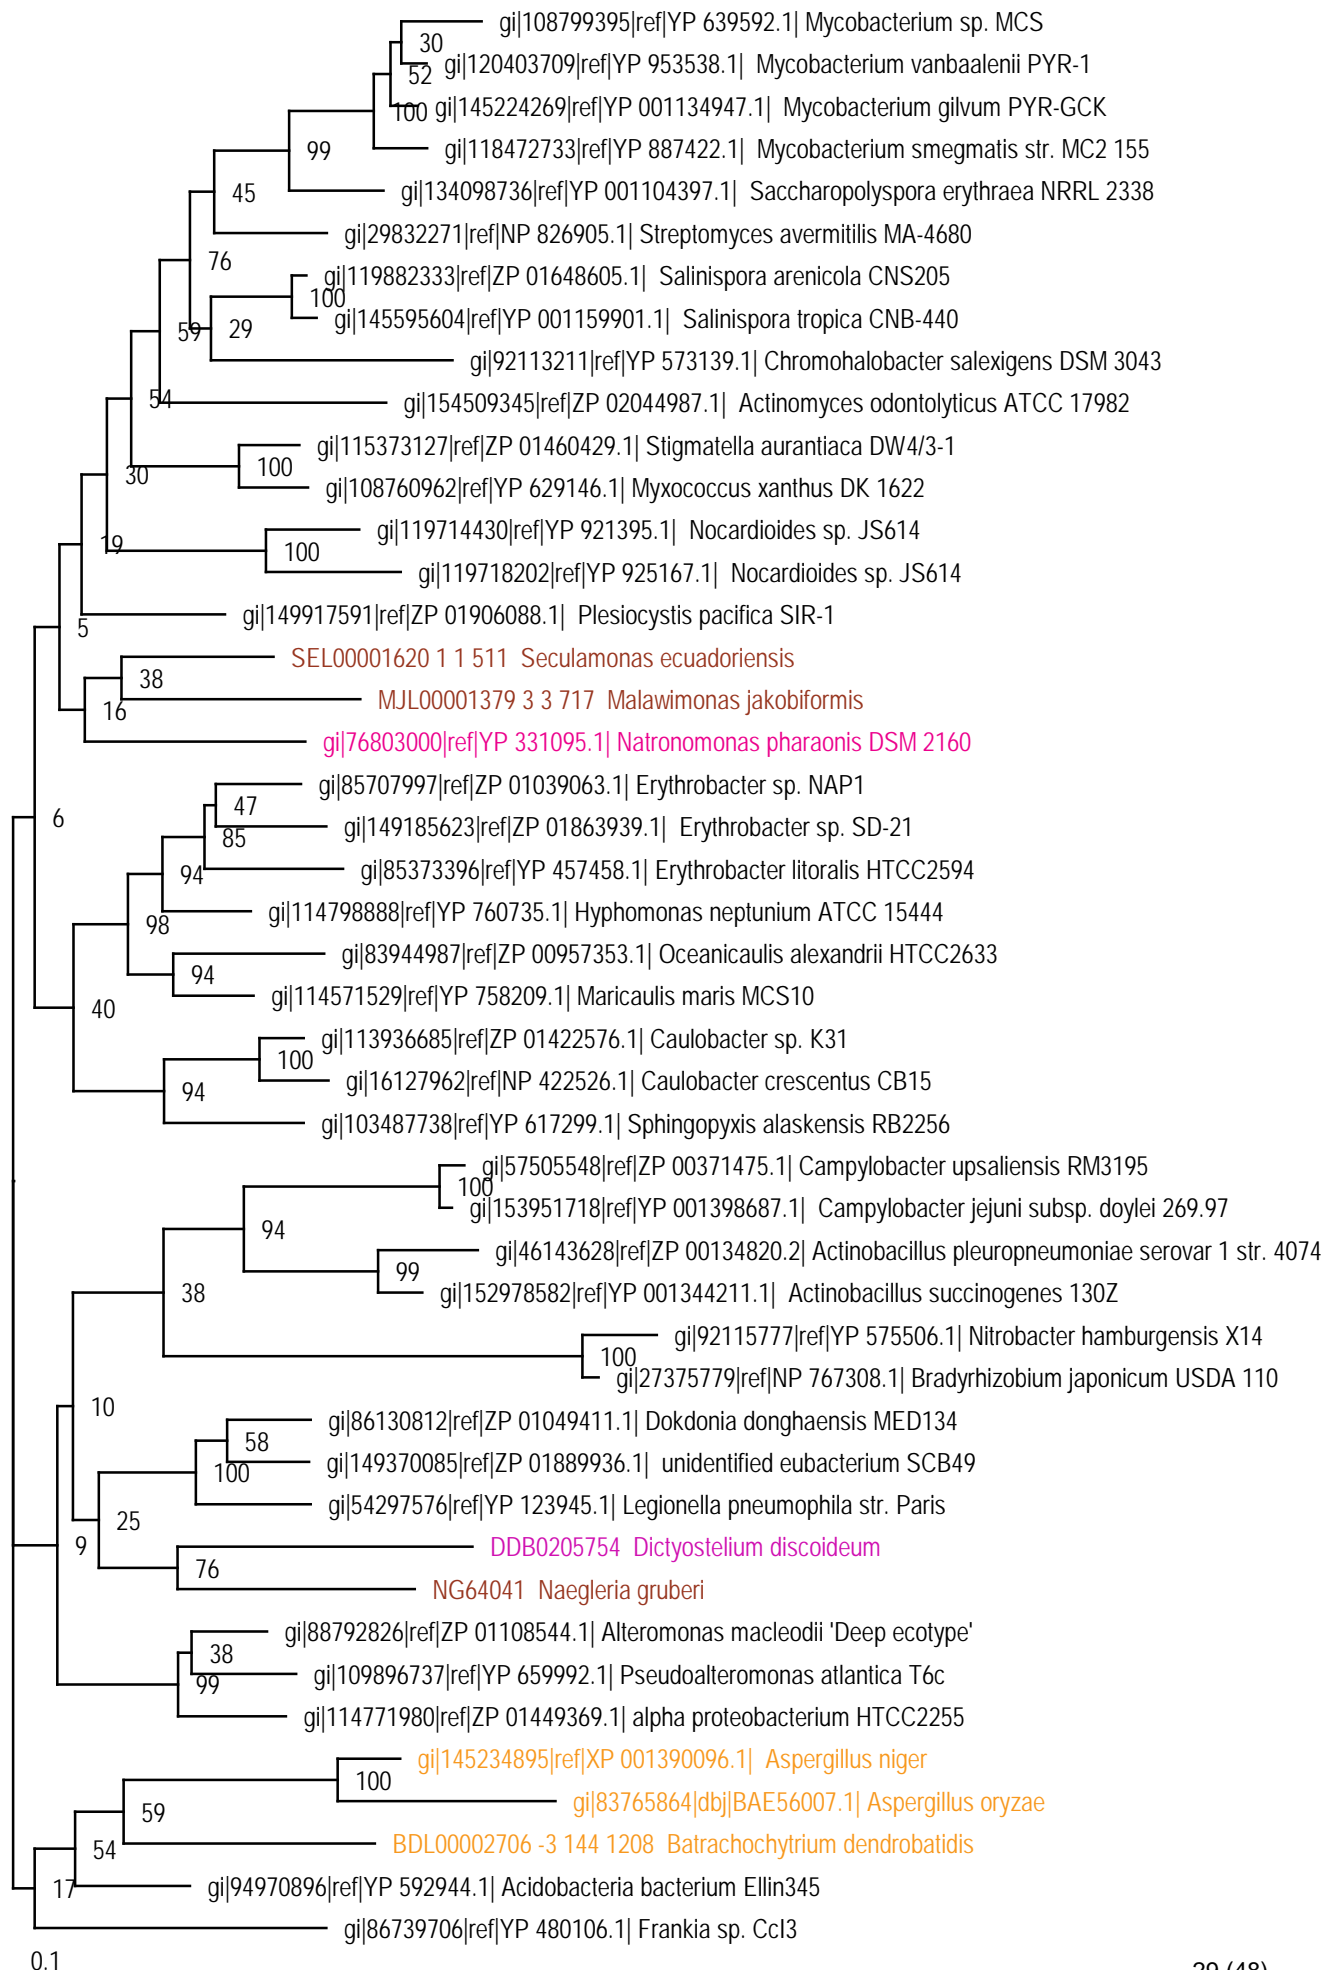 gi|108799395|ref|YP 639592.1| Mycobacterium sp. MCS
30
gi|120403709|ref|YP 953538.1| Mycobacterium vanbaalenii PYR-1
52
gi|145224269|ref|YP 001134947.1| Mycobacterium gilvum PYR-GCK
100
gi|118472733|ref|YP 887422.1| Mycobacterium smegmatis str. MC2 155
99
gi|134098736|ref|YP 001104397.1| Saccharopolyspora erythraea NRRL 2338
45
gi|29832271|ref|NP 826905.1| Streptomyces avermitilis MA-4680
76
gi|119882333|ref|ZP 01648605.1| Salinispora arenicola CNS205
100
gi|145595604|ref|YP 001159901.1| Salinispora tropica CNB-440
59
29
gi|92113211|ref|YP 573139.1| Chromohalobacter salexigens DSM 3043
54
gi|154509345|ref|ZP 02044987.1| Actinomyces odontolyticus ATCC 17982
gi|115373127|ref|ZP 01460429.1| Stigmatella aurantiaca DW4/3-1
100
30
gi|108760962|ref|YP 629146.1| Myxococcus xanthus DK 1622
gi|119714430|ref|YP 921395.1| Nocardioides sp. JS614
19
100
gi|119718202|ref|YP 925167.1| Nocardioides sp. JS614
gi|149917591|ref|ZP 01906088.1| Plesiocystis pacifica SIR-1
5
SEL00001620 1 1 511 Seculamonas ecuadoriensis
38
MJL00001379 3 3 717 Malawimonas jakobiformis
16
gi|76803000|ref|YP 331095.1| Natronomonas pharaonis DSM 2160
gi|85707997|ref|ZP 01039063.1| Erythrobacter sp. NAP1
47
6
gi|149185623|ref|ZP 01863939.1| Erythrobacter sp. SD-21
85
gi|85373396|ref|YP 457458.1| Erythrobacter litoralis HTCC2594
94
gi|114798888|ref|YP 760735.1| Hyphomonas neptunium ATCC 15444
98
gi|83944987|ref|ZP 00957353.1| Oceanicaulis alexandrii HTCC2633
94
gi|114571529|ref|YP 758209.1| Maricaulis maris MCS10
40
gi|113936685|ref|ZP 01422576.1| Caulobacter sp. K31
100
gi|16127962|ref|NP 422526.1| Caulobacter crescentus CB15
94
gi|103487738|ref|YP 617299.1| Sphingopyxis alaskensis RB2256
gi|57505548|ref|ZP 00371475.1| Campylobacter upsaliensis RM3195
100
gi|153951718|ref|YP 001398687.1| Campylobacter jejuni subsp. doylei 269.97
94
gi|46143628|ref|ZP 00134820.2| Actinobacillus pleuropneumoniae serovar 1 str. 4074
99
gi|152978582|ref|YP 001344211.1| Actinobacillus succinogenes 130Z
38
gi|92115777|ref|YP 575506.1| Nitrobacter hamburgensis X14
100
gi|27375779|ref|NP 767308.1| Bradyrhizobium japonicum USDA 110
10
gi|86130812|ref|ZP 01049411.1| Dokdonia donghaensis MED134
58
gi|149370085|ref|ZP 01889936.1| unidentified eubacterium SCB49
100
gi|54297576|ref|YP 123945.1| Legionella pneumophila str. Paris
25
9
DDB0205754 Dictyostelium discoideum
76
NG64041 Naegleria gruberi
gi|88792826|ref|ZP 01108544.1| Alteromonas macleodii 'Deep ecotype'
38
gi|109896737|ref|YP 659992.1| Pseudoalteromonas atlantica T6c
99
gi|114771980|ref|ZP 01449369.1| alpha proteobacterium HTCC2255
gi|145234895|ref|XP 001390096.1| Aspergillus niger
100
gi|83765864|dbj|BAE56007.1| Aspergillus oryzae
59
BDL00002706 -3 144 1208 Batrachochytrium dendrobatidis
54
gi|94970896|ref|YP 592944.1| Acidobacteria bacterium Ellin345
17
gi|86739706|ref|YP 480106.1| Frankia sp. CcI3
0.1
29 (48)